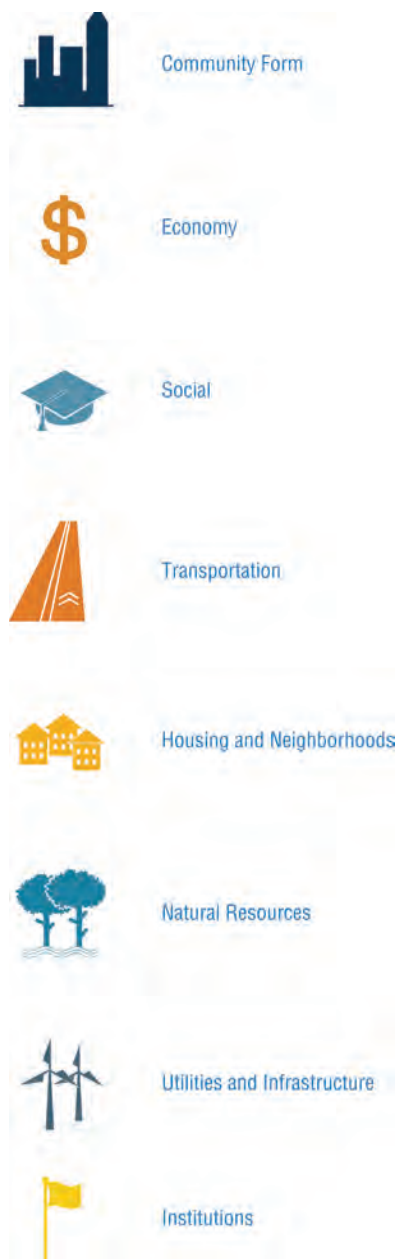 Community Form
$
Economy
Social
Transportation
Housing and Neighborhoods
Natural Resources
Utilities and Infrastructure
Institutions